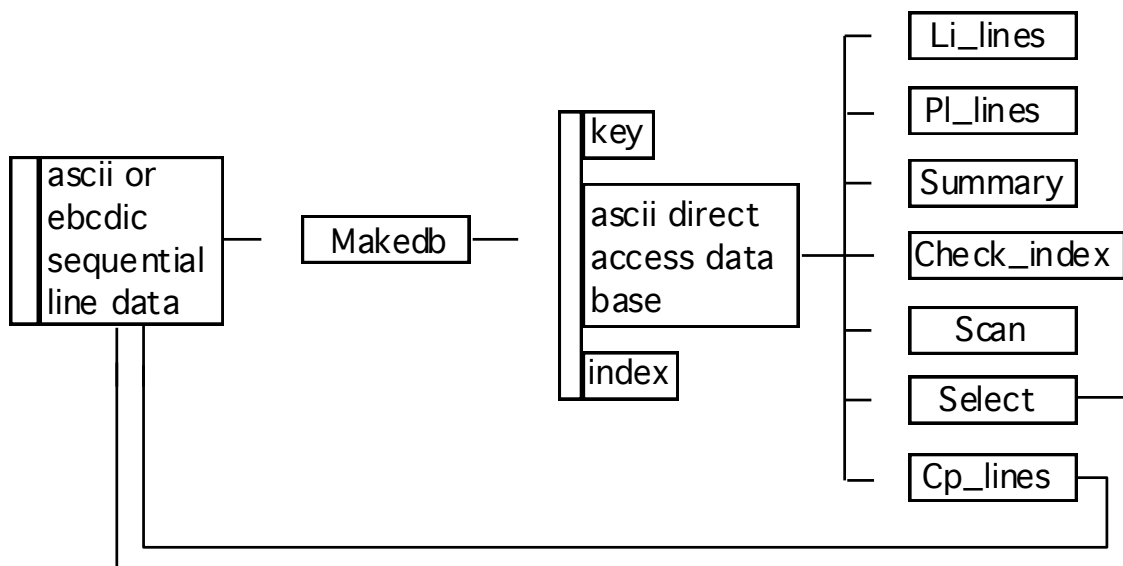 ascii or
ebcdic
sequential
line data
Makedb
key
ascii direct
access data
base
index
Li_lines
Pl_lines
Summary
Check_index
Scan
Select
Cp_lines